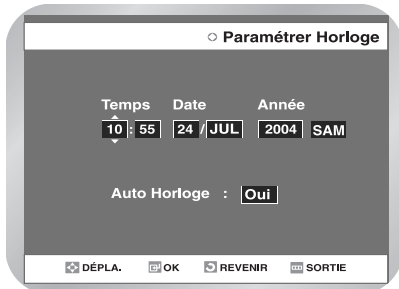 Paramétrer Horloge
Temps Date Année
10 : 55 24 / JUL 2004 SAM
Auto Horloge : Oui
DÉPLA. OK REVENIR SORTIE